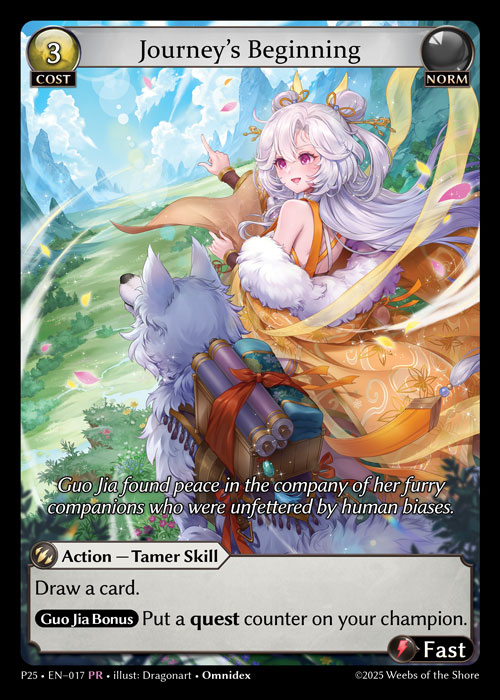 3
COST
Journey's Beginning
NORM
Guo Jia found peace in the company of her furry
companions who were unfettered by human biases.
Action — Tamer Skill
Draw a card.
Guo Jia Bonus Put a quest counter on your champion.
Fast
P25 • EN–017 PR • illust: Dragonart • Omnidex
©2025 Weebs of the Shore